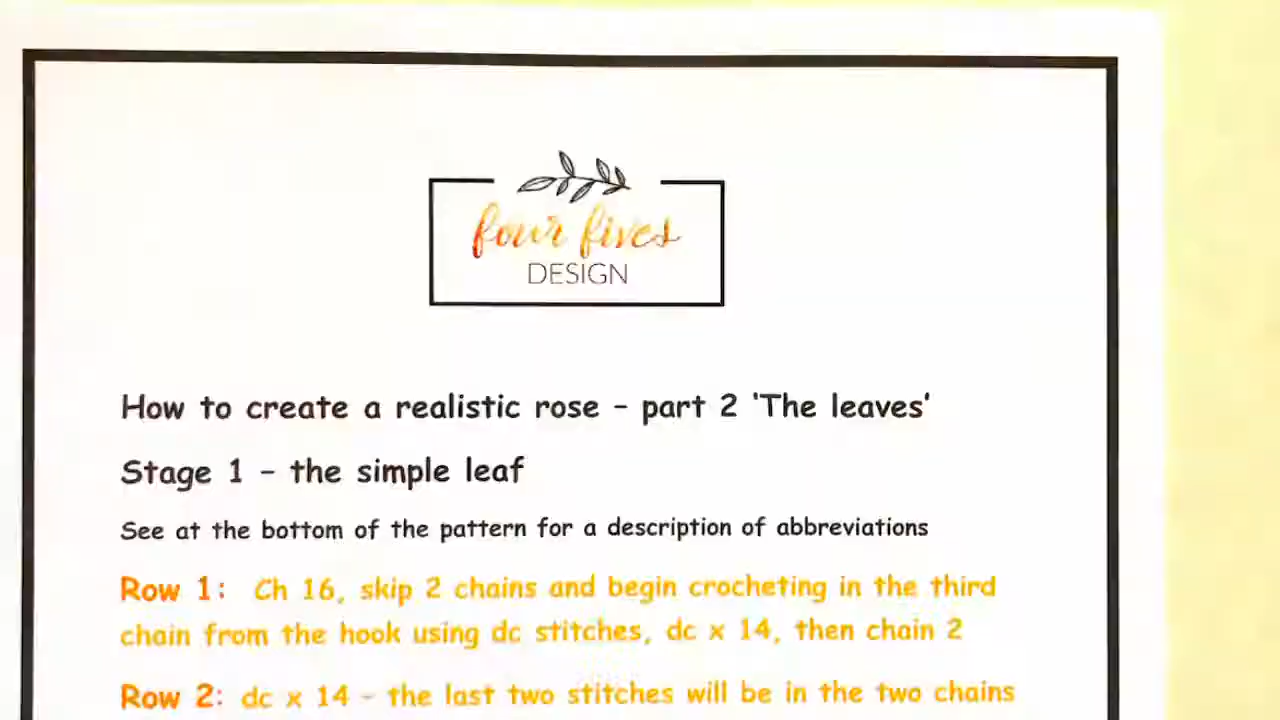 four fives
DESIGN
How to create a realistic rose – part 2 ‘The leaves’
Stage 1 – the simple leaf
See at the bottom of the pattern for a description of abbreviations
Row 1: Ch 16, skip 2 chains and begin crocheting in the third
chain from the hook using dc stitches, dc x 14, then chain 2
Row 2: dc x 14 - the last two stitches will be in the two chains